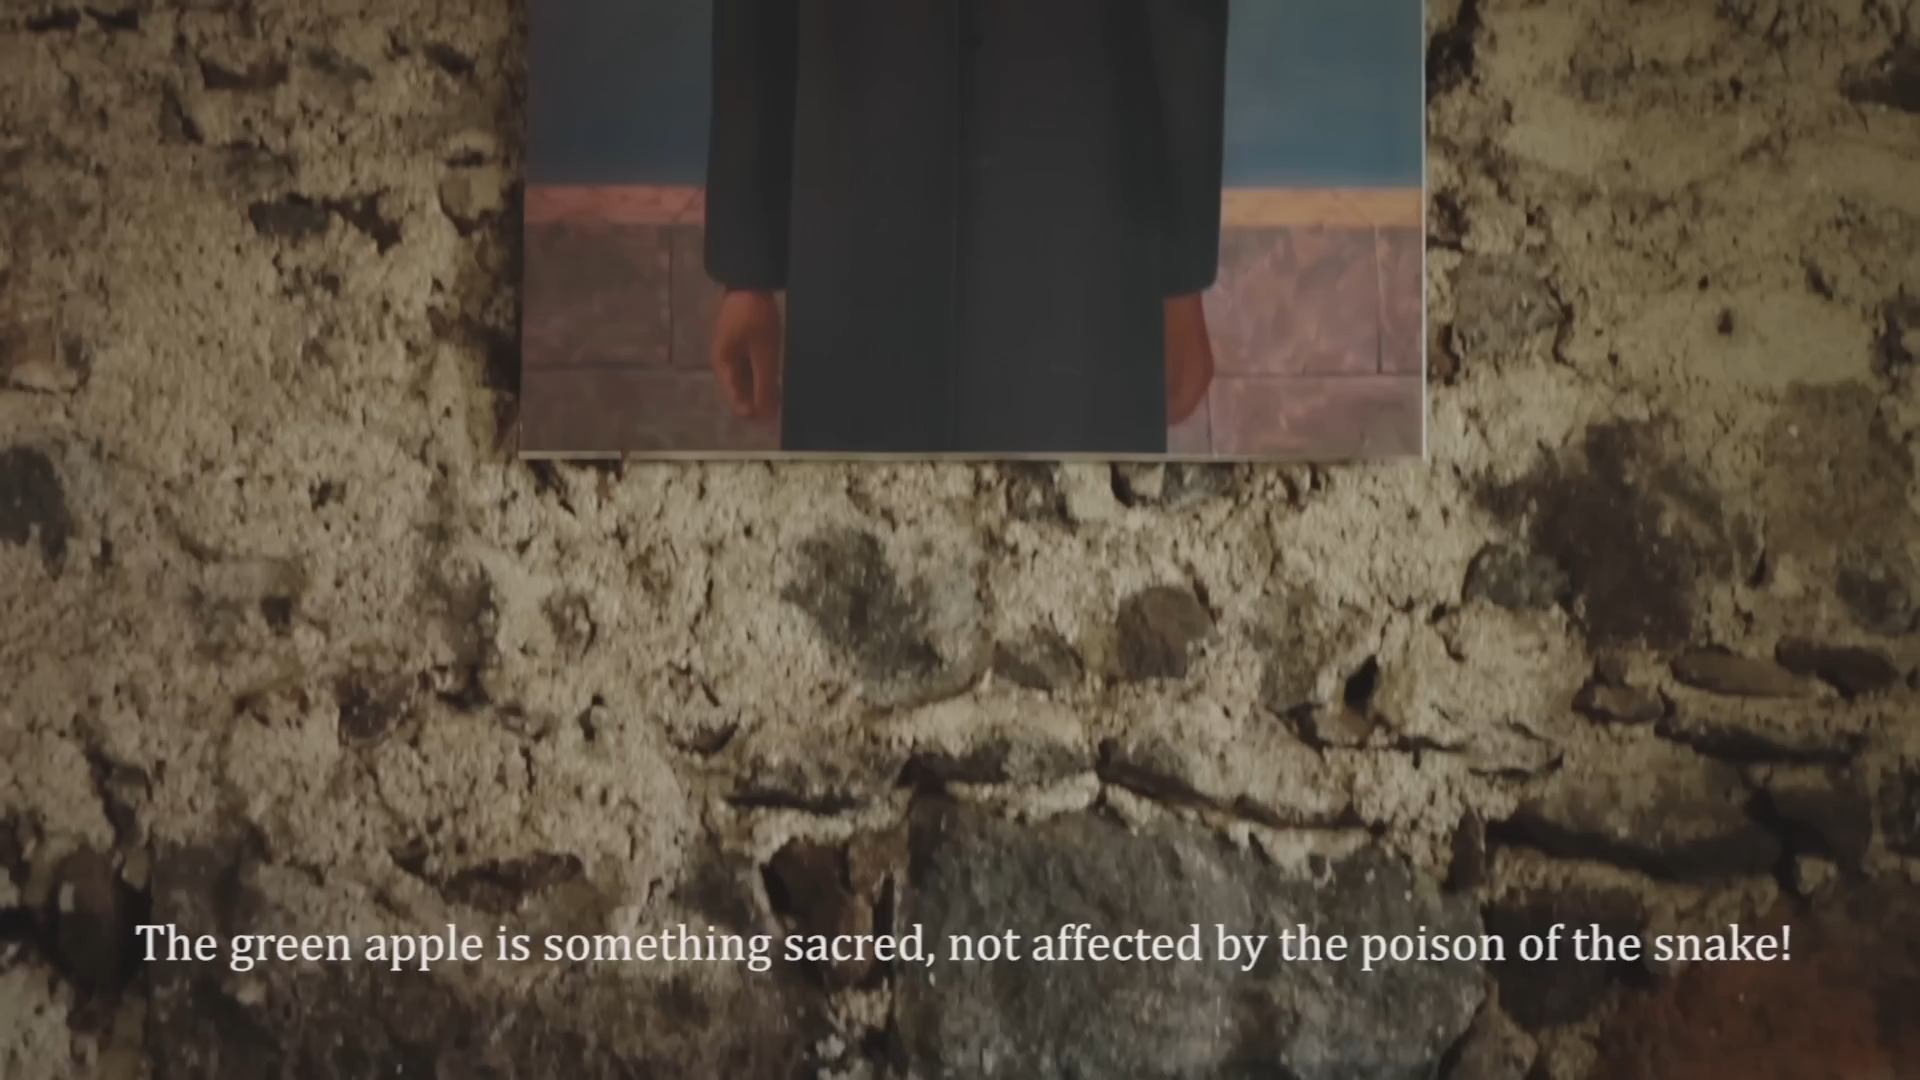 The green apple is something sacred, not affected by the poison of the snake!